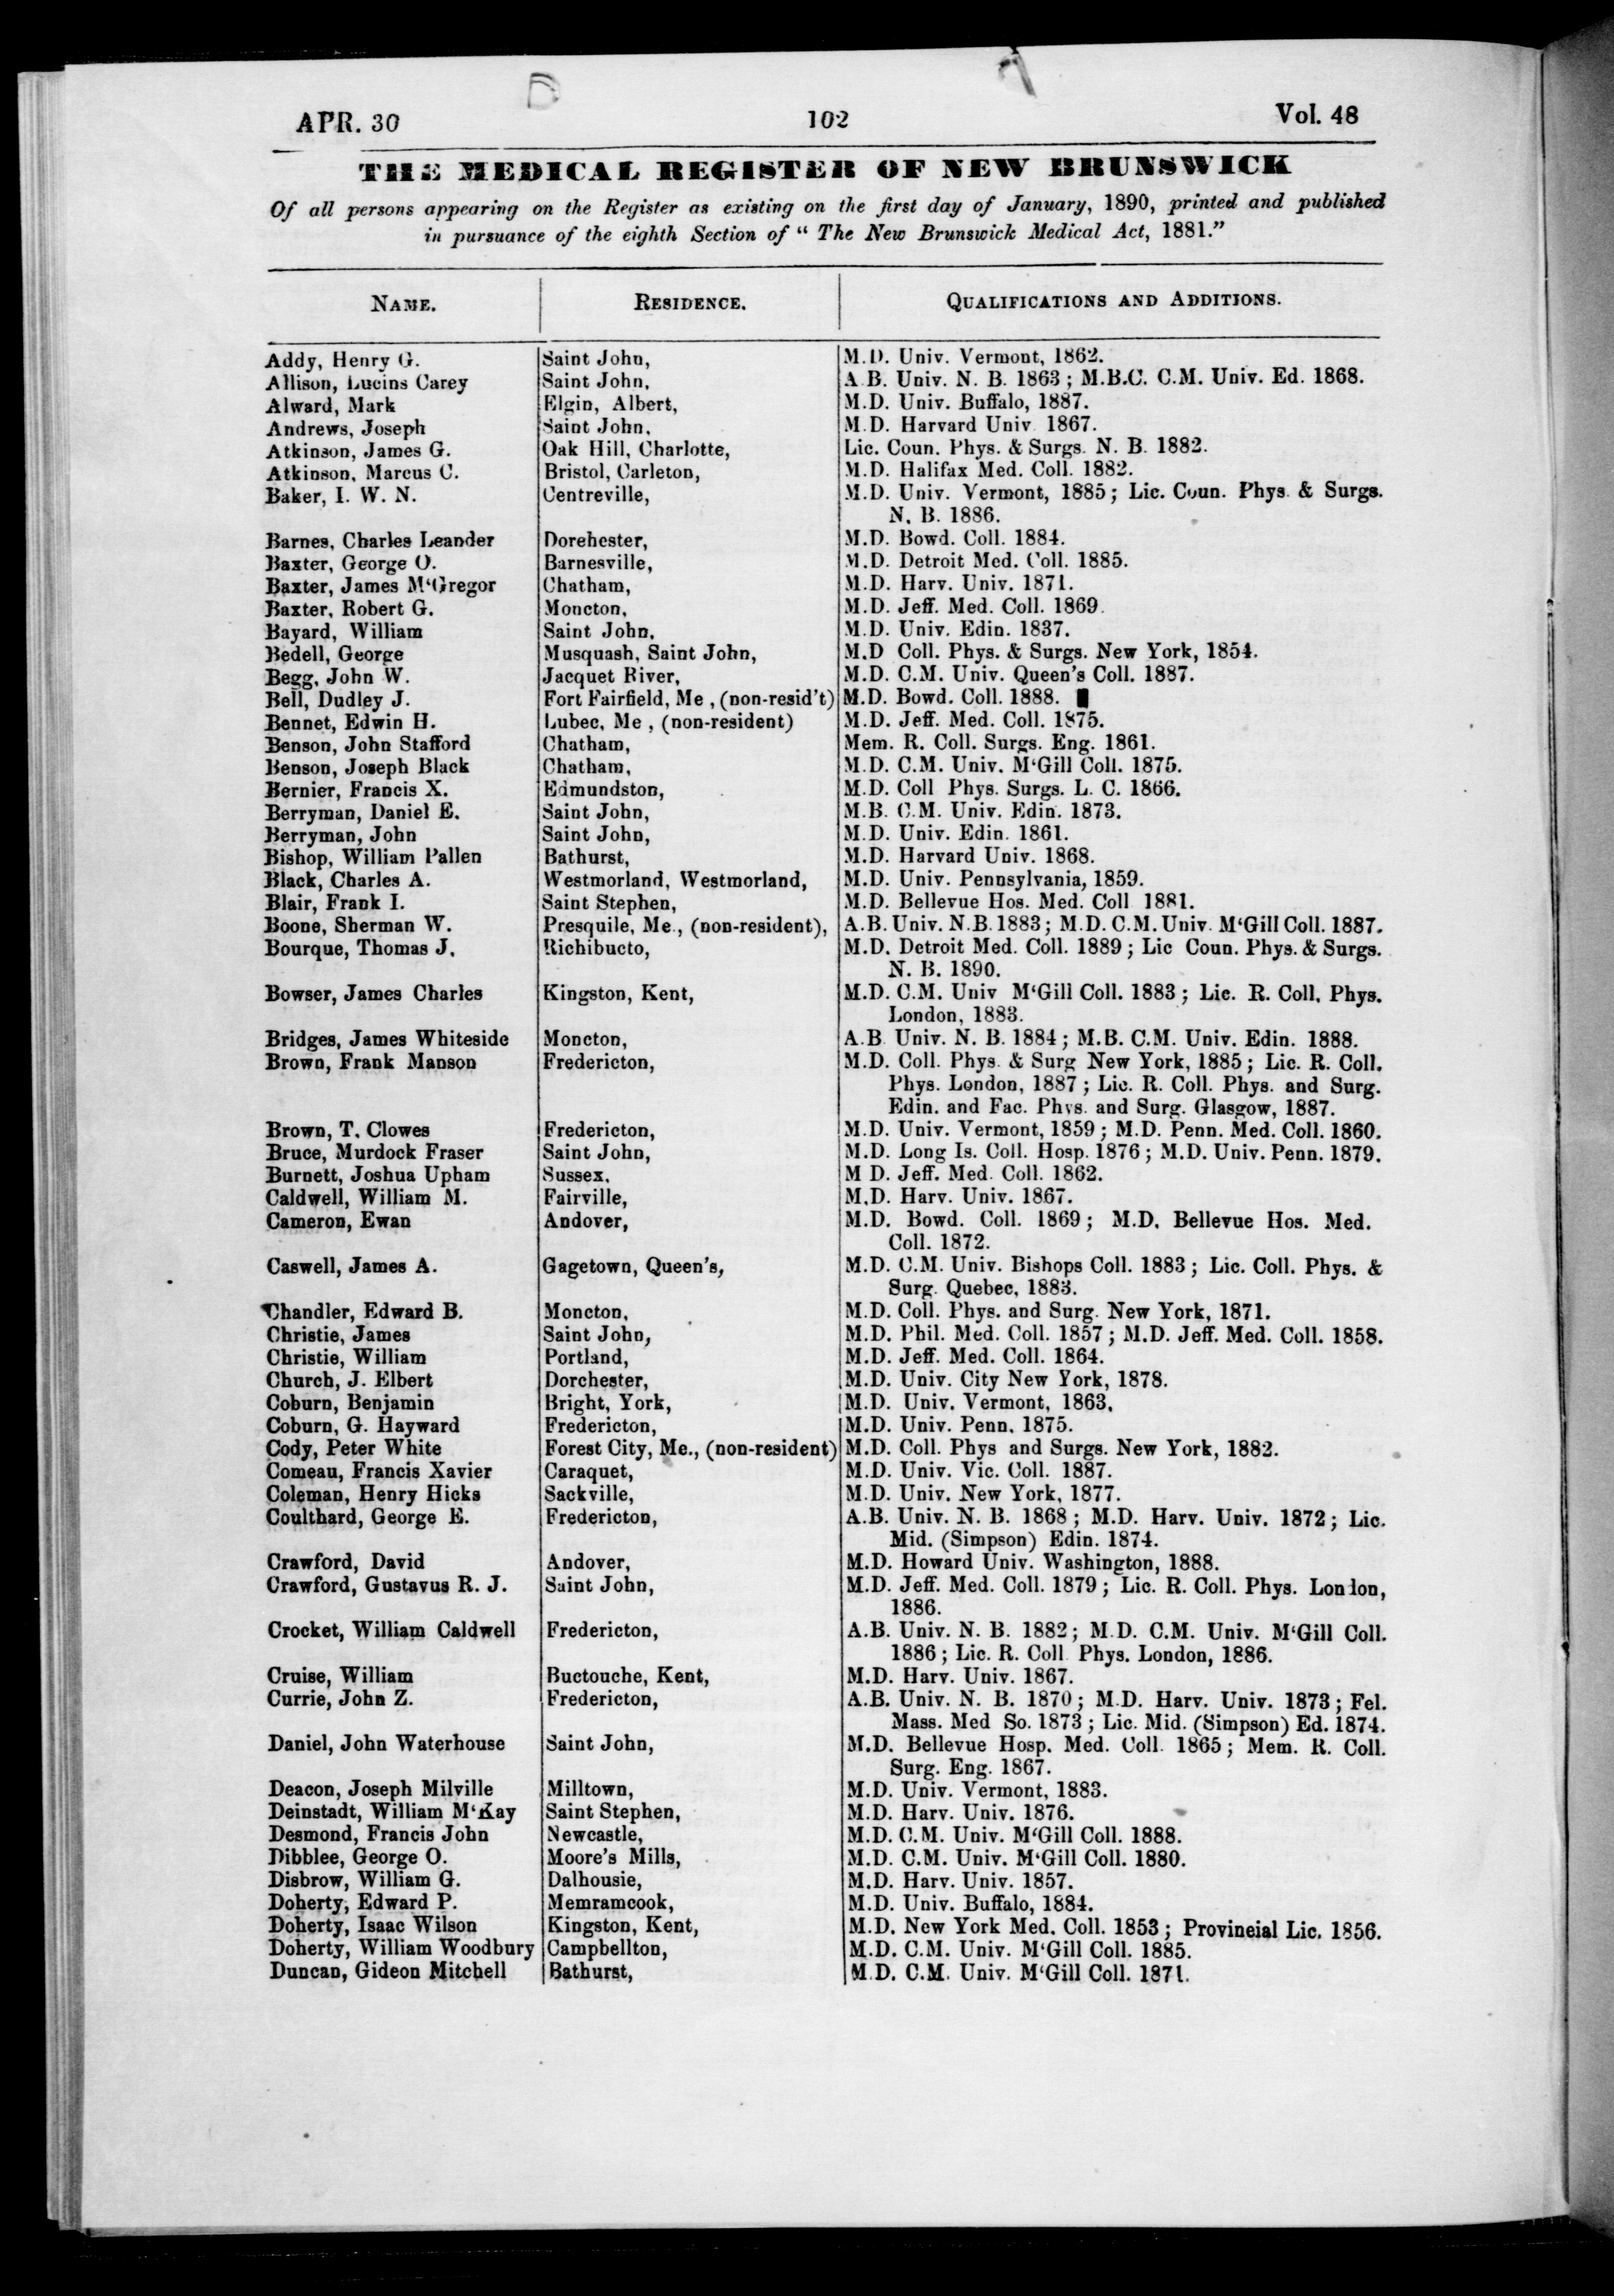 APR. 30 102 Vol. 48
THE MEDICAL REGISTER OF NEW BRUNSWICK
Of all persons appearing on the Register as existing on the first day of January, 1890, printed and published
in pursuance of the eighth Section of “ The New Brunswick Medical Act, 1881.”
NAME. RESIDENCE. QUALIFICATIONS AND ADDITIONS.
Addy, Henry G. Saint John, M.D. Univ. Vermont, 1862.
Allison, Lucins Carey Saint John, A.B. Univ. N. B. 1863 ; M.B.C. C.M. Univ. Ed. 1868.
Alward, Mark Elgin, Albert, M.D. Univ. Buffalo, 1887.
Andrews, Joseph Saint John, M.D. Harvard Univ. 1867.
Atkinson, James G. Oak Hill, Charlotte, Lic. Coun. Phys. & Surgs. N. B. 1882.
Atkinson, Marcus C. Bristol, Carleton, M.D. Halifax Med. Coll. 1882.
Baker, I. W. N. Centreville, M.D. Univ. Vermont, 1885 ; Lic. Coun. Phys. & Surgs.
N. B. 1886.
Barnes, Charles Leander Dorehester, M.D. Bowd. Coll. 1884.
Baxter, George O. Barnesville, M.D. Detroit Med. Coll. 1885.
Baxter, James M‘Gregor Chatham, M.D. Harv. Univ. 1871.
Baxter, Robert G. Moncton, M.D. Jeff. Med. Coll. 1869.
Bayard, William Saint John, M.D. Univ. Edin. 1837.
Bedell, George Musquash, Saint John, M.D Coll. Phys. & Surgs. New York, 1854.
Begg, John W. Jacquet River, M.D. C.M. Univ. Queen’s Coll. 1887.
Bell, Dudley J. Fort Fairfield, Me , (non-resid’t) M.D. Bowd. Coll. 1888.
Bennet, Edwin H. Lubec, Me , (non-resident) M.D. Jeff. Med. Coll. 1875.
Benson, John Stafford Chatham, Mem. R. Coll. Surgs. Eng. 1861.
Benson, Joseph Black Chatham, M.D. C.M. Univ. M‘Gill Coll. 1875.
Bernier, Francis X. Edmundston, M.D. Coll Phys. Surgs. L. C. 1866.
Berryman, Daniel E. Saint John, M.B. C.M. Univ. Edin. 1873.
Berryman, John Saint John, M.D. Univ. Edin. 1861.
Bishop, William Pallen Bathurst, M.D. Harvard Univ. 1868.
Black, Charles A. Westmorland, Westmorland, M.D. Univ. Pennsylvania, 1859.
Blair, Frank I. Saint Stephen, M.D. Bellevue Hos. Med. Coll 1881.
Boone, Sherman W. Presquile, Me., (non-resident), A.B. Univ. N.B. 1883 ; M.D. C.M. Univ. M‘Gill Coll. 1887.
Bourque, Thomas J. Richibucto, M.D. Detroit Med. Coll. 1889 ; Lic Coun. Phys. & Surgs.
N. B. 1890.
Bowser, James Charles Kingston, Kent, M.D. C.M. Univ M‘Gill Coll. 1883 ; Lic. R. Coll. Phys.
London, 1883.
Bridges, James Whiteside Moncton, A.B. Univ. N. B. 1884 ; M.B. C.M. Univ. Edin. 1888.
Brown, Frank Manson Fredericton, M.D. Coll. Phys. & Surg New York, 1885 ; Lic. R. Coll.
Phys. London, 1887 ; Lic. R. Coll. Phys. and Surg.
Edin. and Fac. Phys. and Surg. Glasgow, 1887.
Brown, T. Clowes Fredericton, M.D. Univ. Vermont, 1859 ; M.D. Penn. Med. Coll. 1860.
Bruce, Murdock Fraser Saint John, M.D. Long Is. Coll. Hosp. 1876 ; M.D. Univ. Penn. 1879.
Burnett, Joshua Upham Sussex, M D. Jeff. Med. Coll. 1862.
Caldwell, William M. Fairville, M.D. Harv. Univ. 1867.
Cameron, Ewan Andover, M.D. Bowd. Coll. 1869 ; M.D. Bellevue Hos. Med.
Coll. 1872.
Caswell, James A. Gagetown, Queen’s, M.D. C.M. Univ. Bishops Coll. 1883 ; Lic. Coll. Phys. &
Surg. Quebec, 1883.
Chandler, Edward B. Moncton, M.D. Coll. Phys. and Surg. New York, 1871.
Christie, James Saint John, M.D. Phil. Med. Coll. 1857 ; M.D. Jeff. Med. Coll. 1858.
Christie, William Portland, M.D. Jeff. Med. Coll. 1864.
Church, J. Elbert Dorchester, M.D. Univ. City New York, 1878.
Coburn, Benjamin Bright, York, M.D. Univ. Vermont, 1863.
Coburn, G. Hayward Fredericton, M.D. Univ. Penn. 1875.
Cody, Peter White Forest City, Me., (non-resident) M.D. Coll. Phys and Surgs. New York, 1882.
Comeau, Francis Xavier Caraquet, M.D. Univ. Vic. Coll. 1887.
Coleman, Henry Hicks Sackville, M.D. Univ. New York, 1877.
Coulthard, George E. Fredericton, A.B. Univ. N. B. 1868 ; M.D. Harv. Univ. 1872 ; Lic.
Mid. (Simpson) Edin. 1874.
Crawford, David Andover, M.D. Howard Univ. Washington, 1888.
Crawford, Gustavus R. J. Saint John, M.D. Jeff. Med. Coll. 1879 ; Lic. R. Coll. Phys. London,
1886.
Crocket, William Caldwell Fredericton, A.B. Univ. N. B. 1882 ; M.D. C.M. Univ. M‘Gill Coll.
1886 ; Lic. R. Coll Phys. London, 1886.
Cruise, William Buctouche, Kent, M.D. Harv. Univ. 1867.
Currie, John Z. Fredericton, A.B. Univ. N. B. 1870 ; M.D. Harv. Univ. 1873 ; Fel.
Mass. Med So. 1873 ; Lic. Mid. (Simpson) Ed. 1874.
Daniel, John Waterhouse Saint John, M.D. Bellevue Hosp. Med. Coll. 1865 ; Mem. R. Coll.
Surg. Eng. 1867.
Deacon, Joseph Milville Milltown, M.D. Univ. Vermont, 1883.
Deinstadt, William M‘Kay Saint Stephen, M.D. Harv. Univ. 1876.
Desmond, Francis John Newcastle, M.D. C.M. Univ. M‘Gill Coll. 1888.
Dibblee, George O. Moore’s Mills, M.D. C.M. Univ. M‘Gill Coll. 1880.
Disbrow, William G. Dalhousie, M.D. Harv. Univ. 1857.
Doherty, Edward P. Memramcook, M.D. Univ. Buffalo, 1884.
Doherty, Isaac Wilson Kingston, Kent, M.D. New York Med. Coll. 1853 ; Provineial Lic. 1856.
Doherty, William Woodbury Campbellton, M.D. C.M. Univ. M‘Gill Coll. 1885.
Duncan, Gideon Mitchell Bathurst, M.D. C.M. Univ. M‘Gill Coll. 1871.